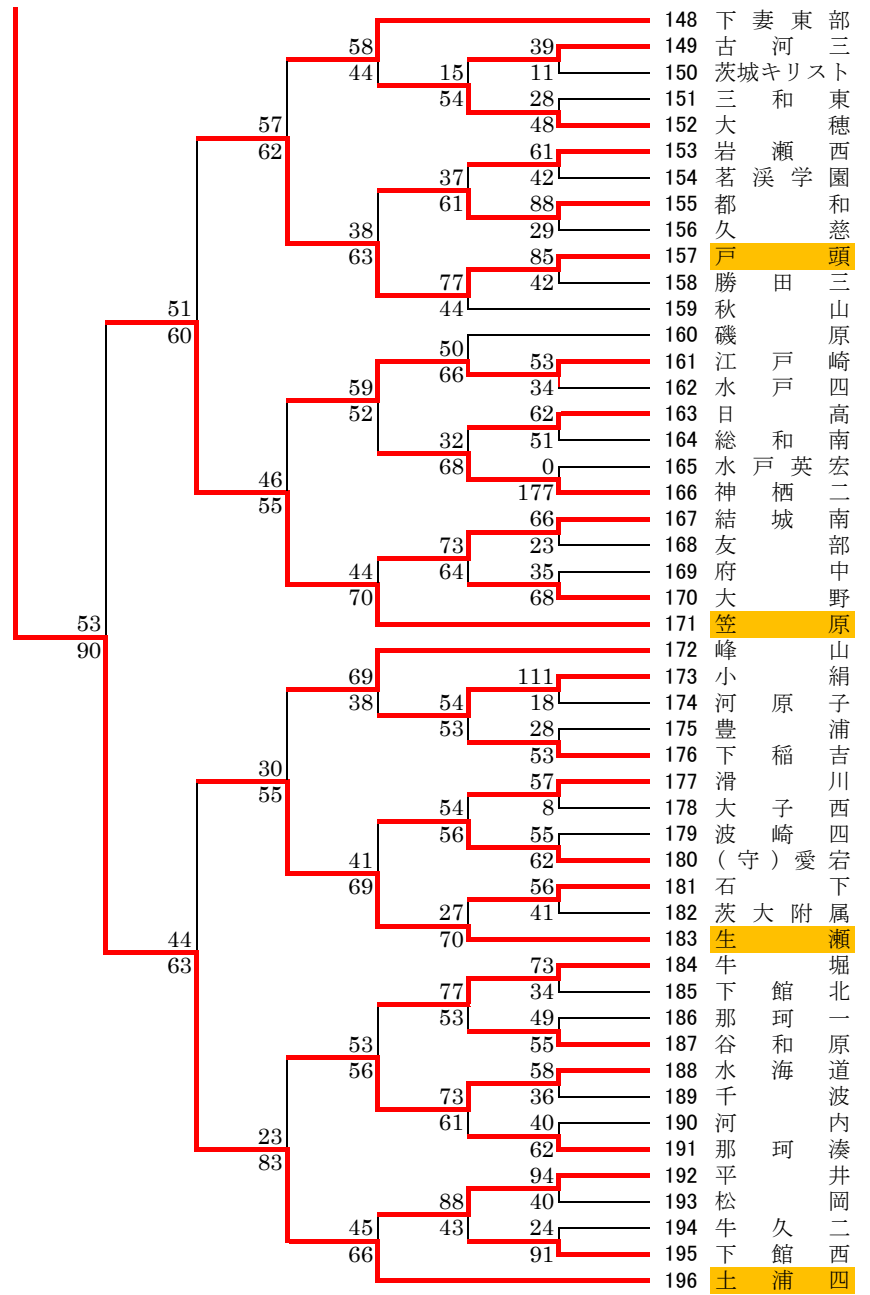 148 下妻東部
58 39 149 古河三
44 15 11 150 茨城キリスト
54 28 151 三和東
57 48 152 大穂
62 61 153 岩瀬西
37 42 154 茗渓学園
61 88 155 都和
38 29 156 久慈
63 85 157 戸頭
77 42 158 勝田三
51 44 159 秋山
60 160 磯原
50 53 161 江戸崎
59 66 34 162 水戸四
52 62 163 日高
32 51 164 総和南
68 0 165 水戸英宏
46 177 166 神栖二
55 66 167 結城南
73 23 168 友部
44 64 35 169 府中
70 68 170 大野
53 171 笠原
90 172 峰山
69 111 173 小絹
38 54 18 174 河原子
53 28 175 豊浦
53 176 下稲吉
30 57 177 滑川
55 54 8 178 大子西
56 55 179 波崎四
41 62 180 (守)愛宕
69 56 181 石下
27 41 182 茨大附属
44 70 183 生瀬
63 73 184 牛堀
77 34 185 下館北
53 49 186 那珂一
53 55 187 谷和原
56 58 188 水海道
73 36 189 千波
61 40 190 河内
23 62 191 那珂湊
83 94 192 平井
88 40 193 松岡
45 43 24 194 牛久二
66 91 195 下館西
196 土浦四